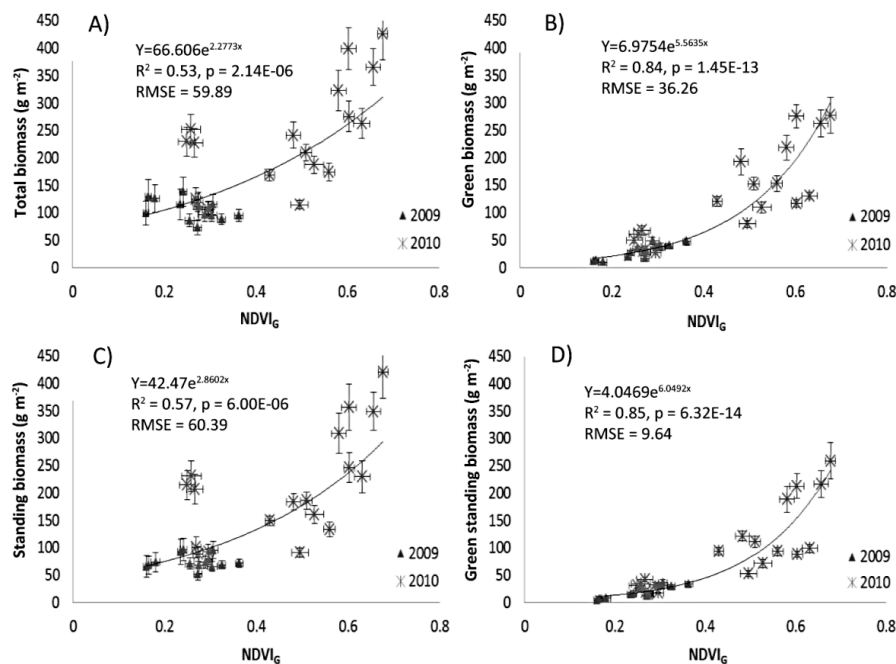 A)
Y=66.606e^2.2773x
R² = 0.53, p = 2.14E-06
RMSE = 59.89
Total biomass (g m⁻²)
450
400
350
300
250
200
150
100
50
0
0 0.2 0.4 0.6 0.8
NDVI_G
2009
2010
B)
Y=6.9754e^5.5635x
R² = 0.84, p = 1.45E-13
RMSE = 36.26
Green biomass (g m⁻²)
450
400
350
300
250
200
150
100
50
0
0 0.2 0.4 0.6 0.8
NDVI_G
2009
2010
C)
Y=42.47e^2.8602x
R² = 0.57, p = 6.00E-06
RMSE = 60.39
Standing biomass (g m⁻²)
450
400
350
300
250
200
150
100
50
0
0 0.2 0.4 0.6 0.8
NDVI_G
2009
2010
D)
Y=4.0469e^6.0492x
R² = 0.85, p = 6.32E-14
RMSE = 9.64
Green standing biomass (g m⁻²)
450
400
350
300
250
200
150
100
50
0
0 0.2 0.4 0.6 0.8
NDVI_G
2009
2010